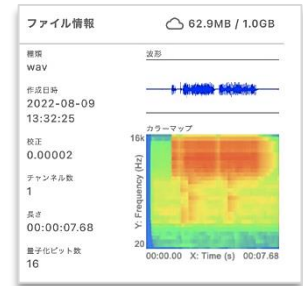 ファイル情報
62.9MB / 1.0GB
種類
wav
作成日時
2022-08-09
13:32:25
校正
0.00002
チャンネル数
1
長さ
00:00:07.68
量子化ビット数
16
波形
カラーマップ
16k
Y: Frequency (Hz)
20
00:00.00 X: Time (s) 00:07.68